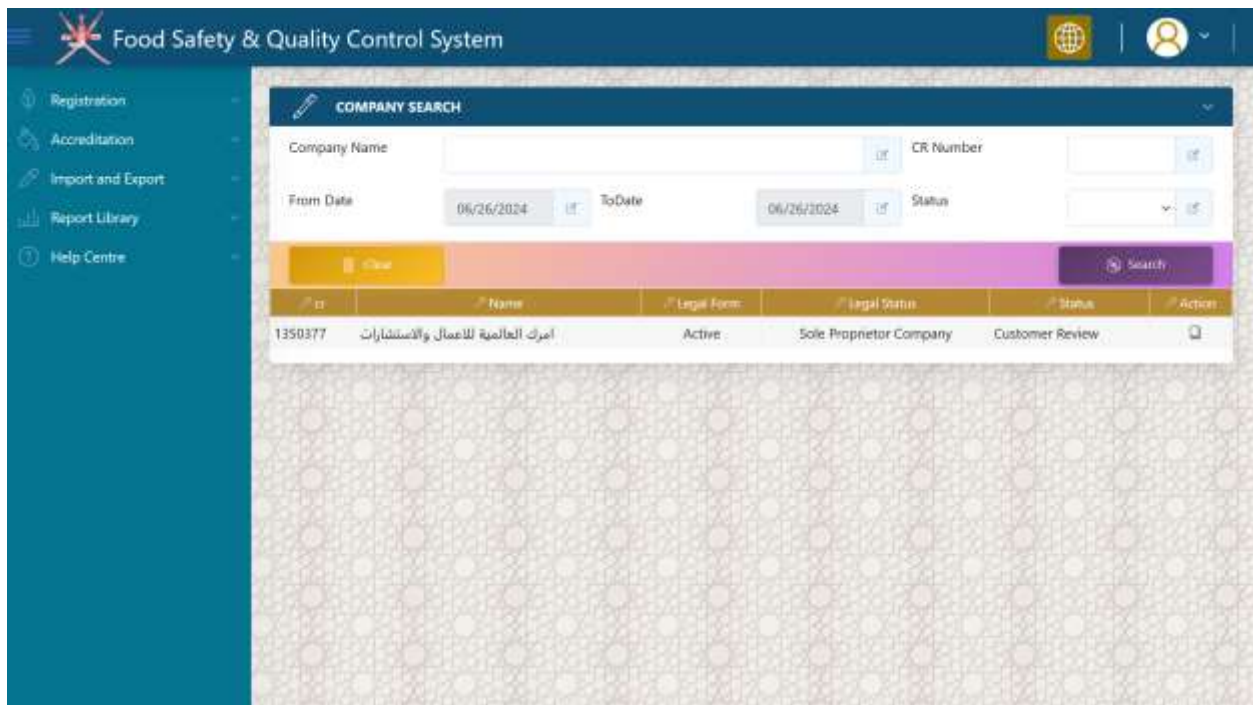 Food Safety & Quality Control System
Registration
Accreditation
Import and Export
Report Library
Help Centre
COMPANY SEARCH
Company Name
CR Number
From Date 06/26/2024 ToDate 06/26/2024 Status
Clear Search
cr Name Legal Form Legal Status Status Action
1350377 امرك العالمية للاعمال والاستشارات Active Sole Proprietor Company Customer Review